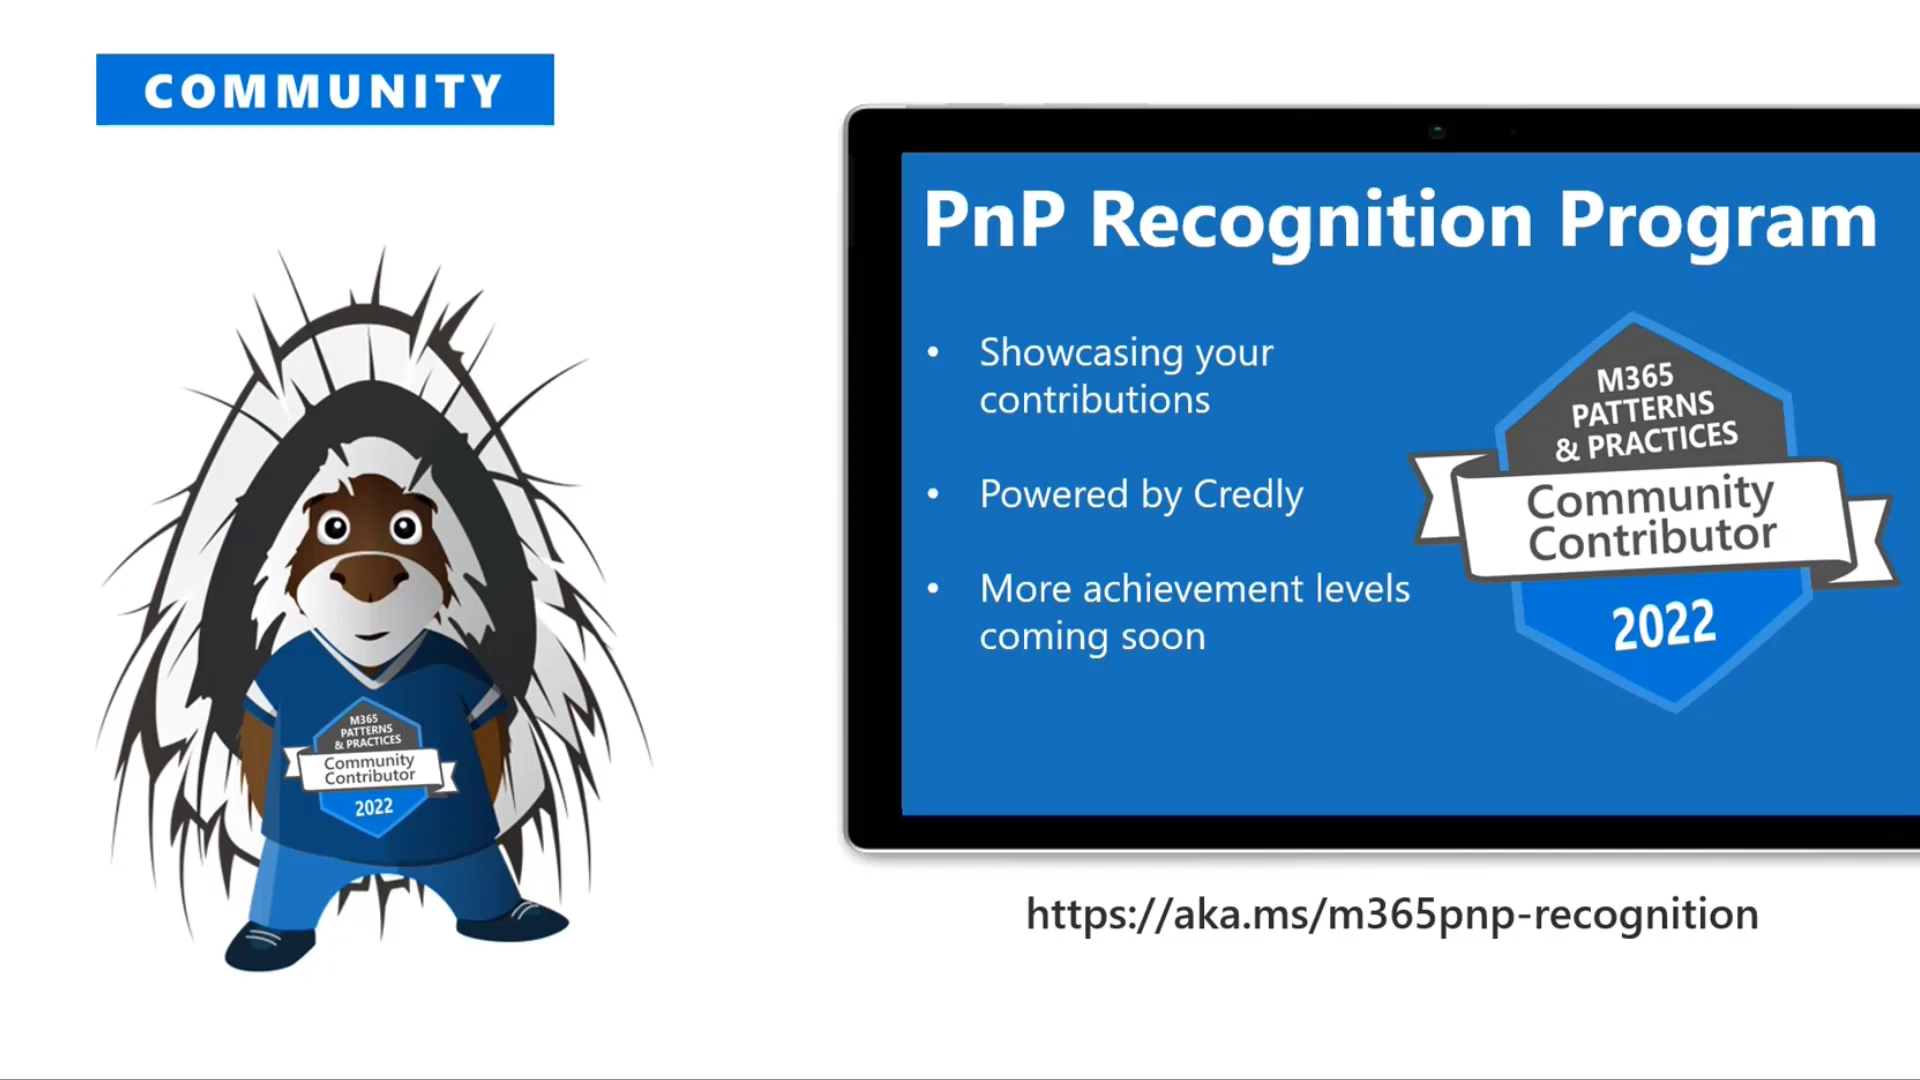 COMMUNITY
PnP Recognition Program
• Showcasing your
contributions
• Powered by Credly
• More achievement levels
coming soon
M365
PATTERNS
& PRACTICES
Community
Contributor
2022
M365
PATTERNS
& PRACTICES
Community
Contributor
2022
https://aka.ms/m365pnp-recognition